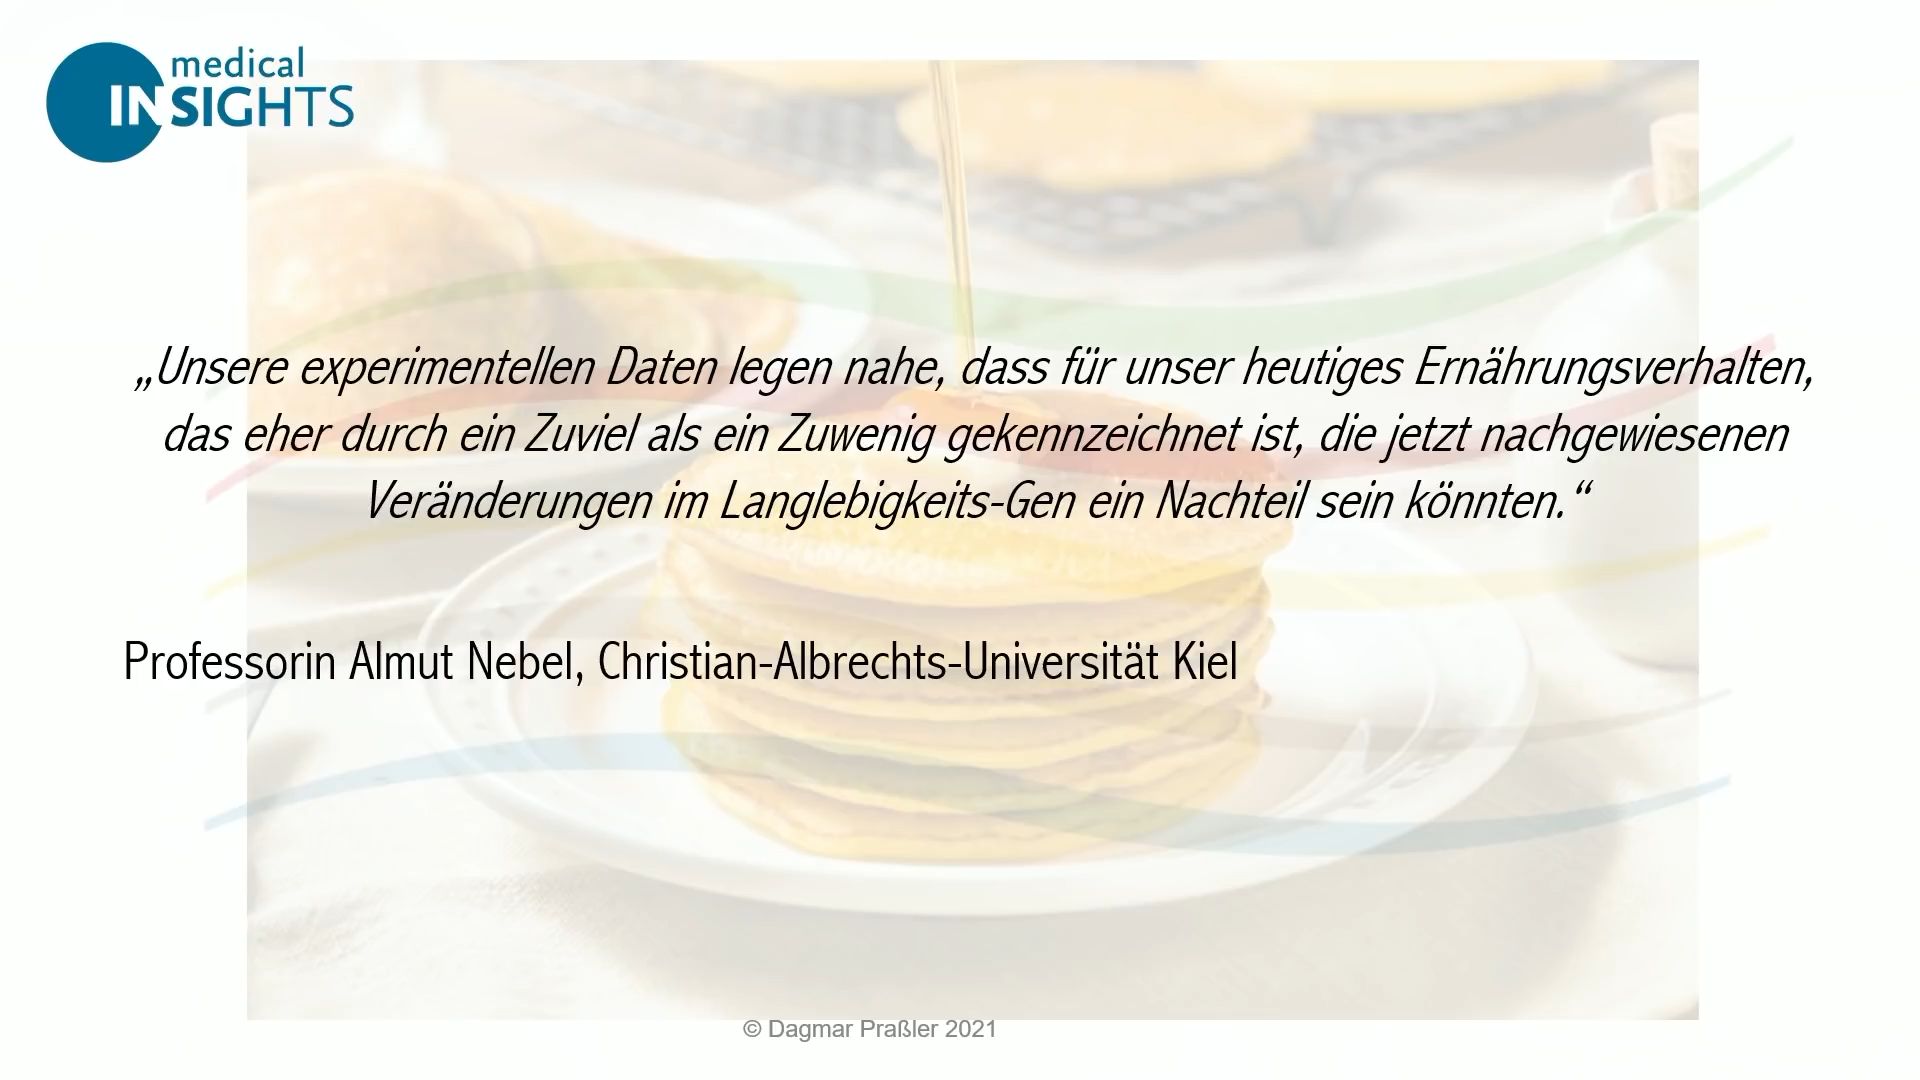 medical
INSIGHTS
„Unsere experimentellen Daten legen nahe, dass für unser heutiges Ernährungsverhalten,
das eher durch ein Zuviel als ein Zuwenig gekennzeichnet ist, die jetzt nachgewiesenen
Veränderungen im Langlebigkeits-Gen ein Nachteil sein könnten.“
Professorin Almut Nebel, Christian-Albrechts-Universität Kiel
© Dagmar Praßler 2021